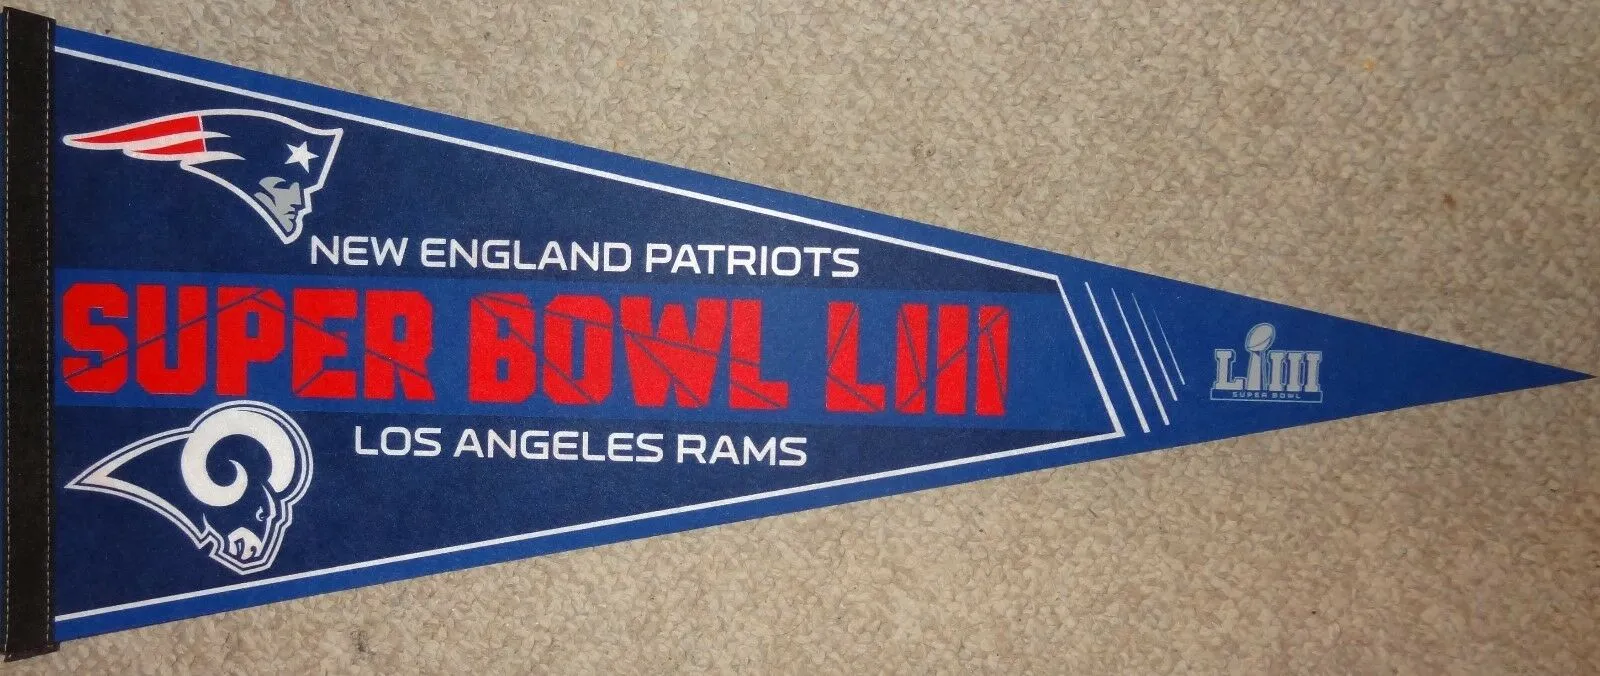 NEW ENGLAND PATRIOTS
SUPER BOWL LIII
LOS ANGELES RAMS
LIII
SUPER BOWL